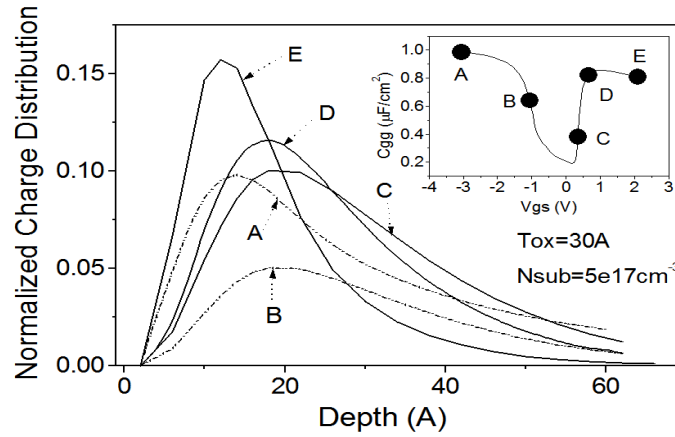 Normalized Charge Distribution
0.15
0.10
0.05
0.00
0
20
40
60
Depth (A)
E
D
C
A
B
Cgg (μF/cm²)
1.0
0.8
0.6
0.4
0.2
-4 -3 -2 -1 0 1 2 3
Vgs (V)
A
B
E
D
C
Tox=30A
Nsub=5e17cm⁻³